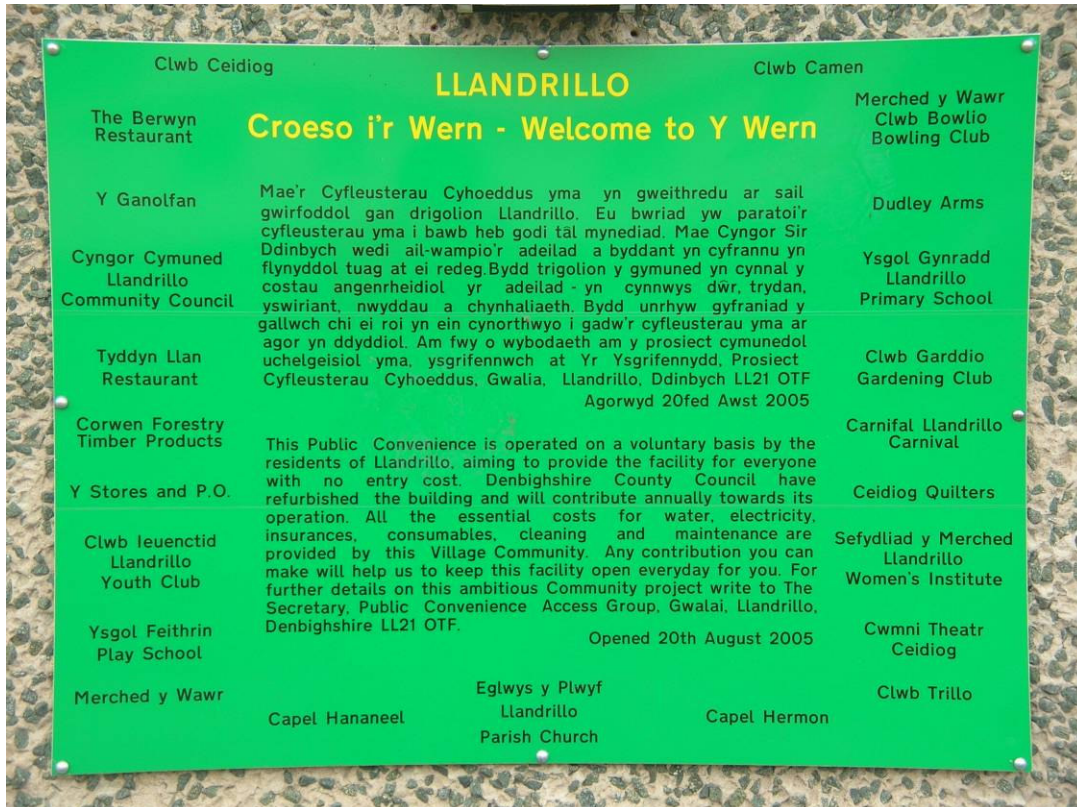 LLANDRILLO
Croeso i'r Wern - Welcome to Y Wern
Clwb Ceidiog
The Berwyn
Restaurant
Y Ganolfan
Cyngor Cymuned
Llandrillo
Community Council
Tyddyn Llan
Restaurant
Corwen Forestry
Timber Products
Y Stores and P.O.
Clwb Ieuenctid
Llandrillo
Youth Club
Ysgol Feithrin
Play School
Merched y Wawr
Mae'r Cyfleusterau Cyhoeddus yma yn gweithredu ar sail
gwirfoddol gan drigolion Llandrillo. Eu bwriad yw paratoi'r
cyfleusterau yma i bawb heb godi tâl mynediad. Mae Cyngor Sir
Ddinbych wedi ail-wampio'r adeilad a byddant yn cyfrannu yn
flynyddol tuag at ei redeg.Bydd trigolion y gymuned yn cynnal y
costau angenrheidiol yr adeilad - yn cynnwys dŵr, trydan,
yswiriant, nwyddau a chynhaliaeth. Bydd unrhyw gyfraniad y
gallwch chi ei roi yn ein cynorthwyo i gadw'r cyfleusterau yma ar
agor yn ddyddiol. Am fwy o wybodaeth am y prosiect cymunedol
uchelgeisiol yma, ysgrifennwch at Yr Ysgrifennydd, Prosiect
Cyfleusterau Cyhoeddus, Gwalia, Llandrillo, Ddinbych LL21 OTF
Agorwyd 20fed Awst 2005
This Public Convenience is operated on a voluntary basis by the
residents of Llandrillo, aiming to provide the facility for everyone
with no entry cost. Denbighshire County Council have
refurbished the building and will contribute annually towards its
operation. All the essential costs for water, electricity,
insurances, consumables, cleaning and maintenance are
provided by this Village Community. Any contribution you can
make will help us to keep this facility open everyday for you. For
further details on this ambitious Community project write to The
Secretary, Public Convenience Access Group, Gwalai, Llandrillo,
Denbighshire LL21 OTF.
Opened 20th August 2005
Clwb Camen
Merched y Wawr
Clwb Bowlio
Bowling Club
Dudley Arms
Ysgol Gynradd
Llandrillo
Primary School
Clwb Garddio
Gardening Club
Carnifal Llandrillo
Carnival
Ceidiog Quilters
Sefydliad y Merched
Llandrillo
Women's Institute
Cwmni Theatr
Ceidiog
Clwb Trillo
Capel Hananeel
Eglwys y Plwyf
Llandrillo
Parish Church
Capel Hermon